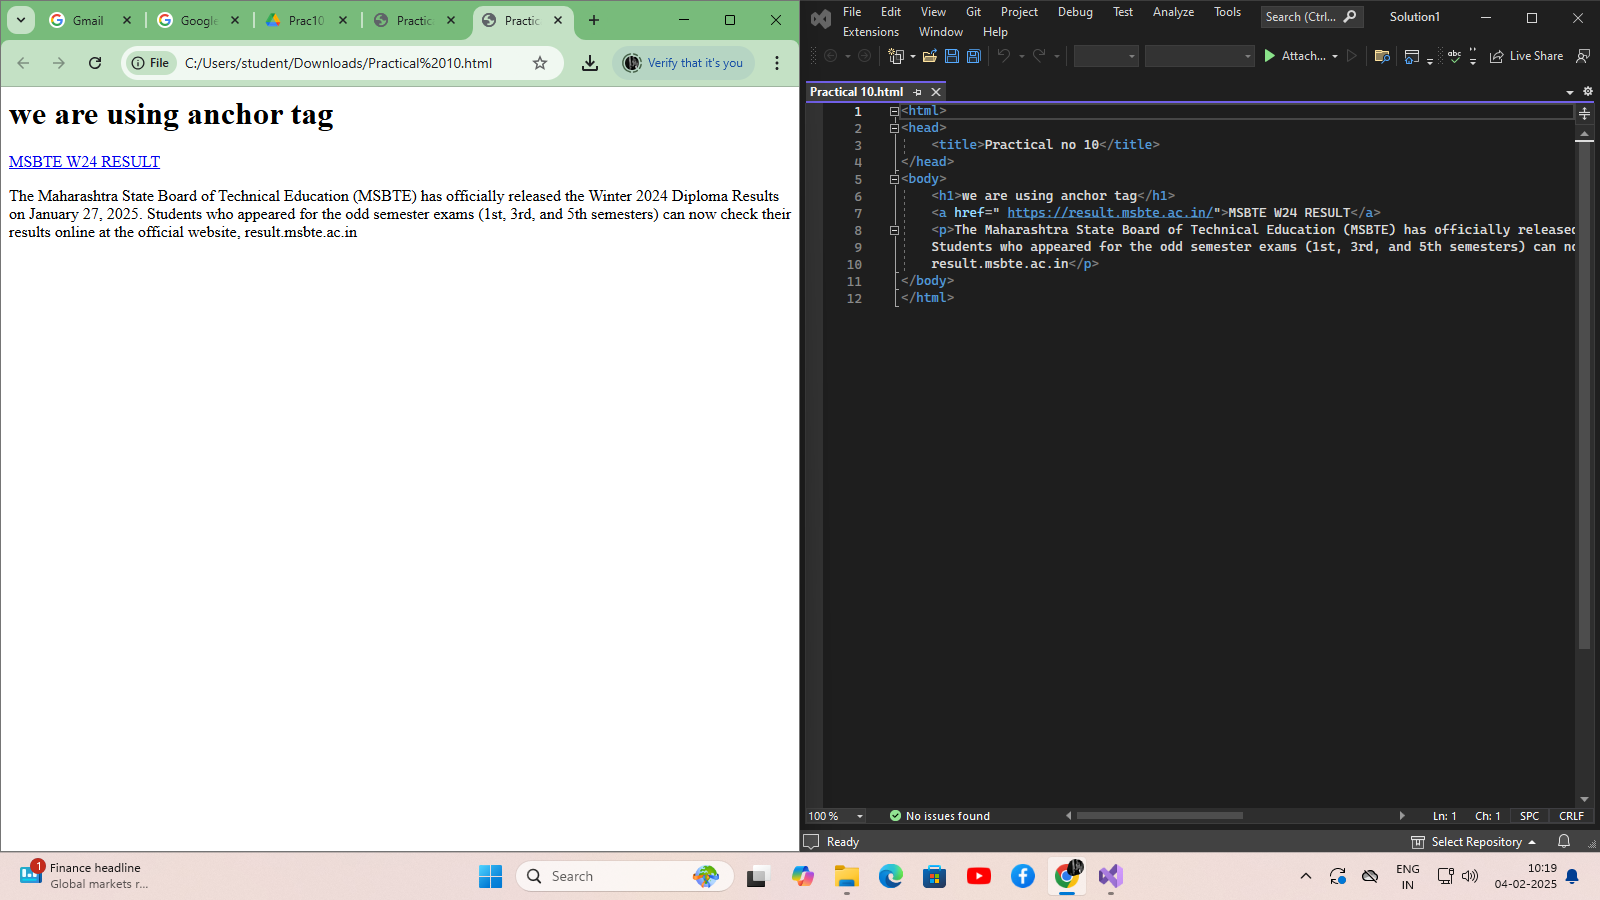 Gmail
Google
Prac10
Practic
Practic
File
C:/Users/student/Downloads/Practical%2010.html
Verify that it's you
we are using anchor tag
MSBTE W24 RESULT
The Maharashtra State Board of Technical Education (MSBTE) has officially released the Winter 2024 Diploma Results
on January 27, 2025. Students who appeared for the odd semester exams (1st, 3rd, and 5th semesters) can now check their
results online at the official website, result.msbte.ac.in
File Edit View Git Project Debug Test Analyze Tools
Search (Ctrl...
Solution1
Extensions Window Help
Attach...
abc
Live Share
Practical 10.html
1 <html>
2 <head>
3 <title>Practical no 10</title>
4 </head>
5 <body>
6 <h1>we are using anchor tag</h1>
7 <a href=" https://result.msbte.ac.in/">MSBTE W24 RESULT</a>
8 <p>The Maharashtra State Board of Technical Education (MSBTE) has officially released
9 Students who appeared for the odd semester exams (1st, 3rd, and 5th semesters) can no
10 result.msbte.ac.in</p>
11 </body>
12 </html>
100 %
No issues found
Ln: 1 Ch: 1 SPC CRLF
Ready
Select Repository
1
Finance headline
Global markets r...
Search
ENG
IN
10:19
04-02-2025